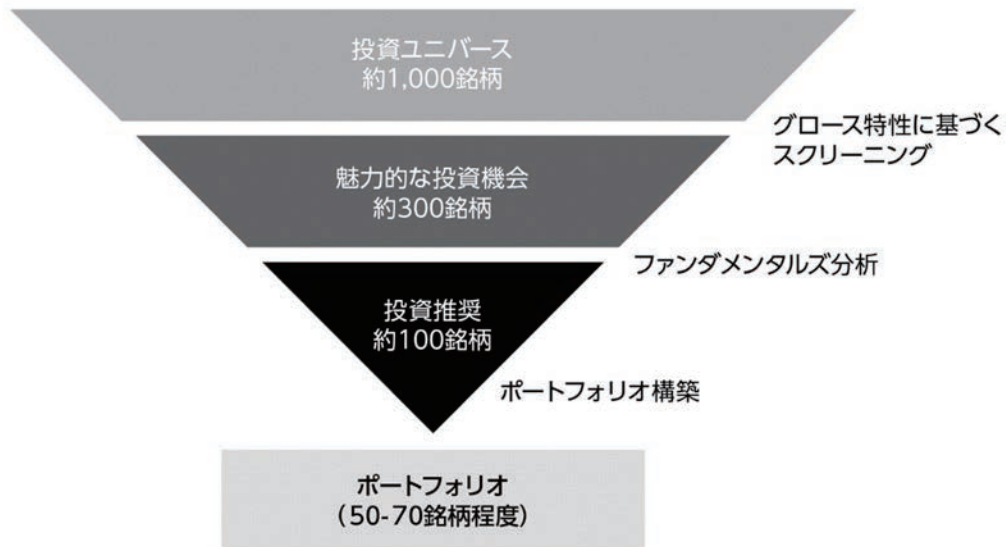 投資ユニバース
約1,000銘柄
グロース特性に基づく
スクリーニング
魅力的な投資機会
約300銘柄
ファンダメンタルズ分析
投資推奨
約100銘柄
ポートフォリオ構築
ポートフォリオ
(50-70銘柄程度)